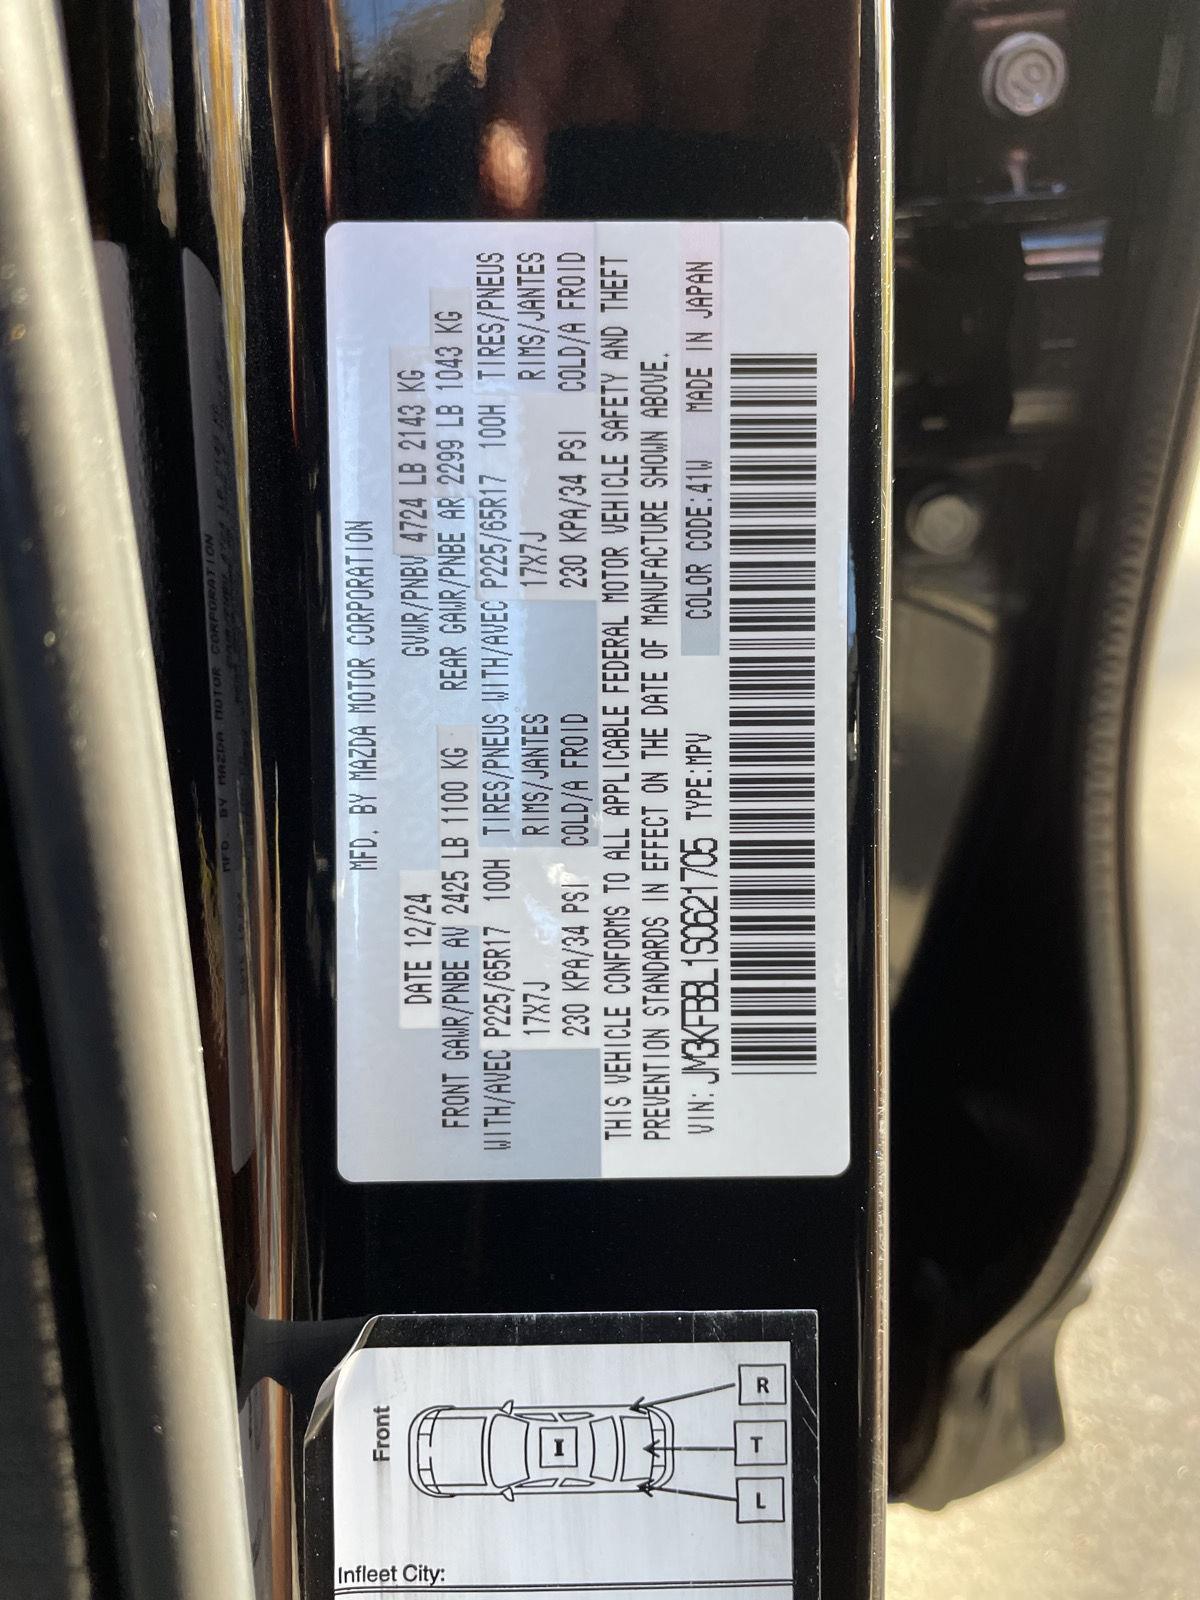 MFD. BY MAZDA MOTOR CORPORATION
DATE 12/24 GVWR/PNBV 4724 LB 2143 KG
FRONT GAWR/PNBE AV 2425 LB 1100 KG REAR GAWR/PNBE AR 2299 LB 1043 KG
WITH/AVEC P225/65R17 100H TIRES/PNEUS WITH/AVEC P225/65R17 100H TIRES/PNEUS
17X7J RIMS/JANTES 17X7J RIMS/JANTES
230 KPA/34 PSI COLD/A FROID 230 KPA/34 PSI COLD/A FROID
THIS VEHICLE CONFORMS TO ALL APPLICABLE FEDERAL MOTOR VEHICLE SAFETY AND THEFT
PREVENTION STANDARDS IN EFFECT ON THE DATE OF MANUFACTURE SHOWN ABOVE.
VIN: JM3KFBBL1S0621705 TYPE:MPV COLOR CODE:41W MADE IN JAPAN
Front
I
R
T
L
Infleet City:
MFD. BY MAZDA MOTOR CORPORATION